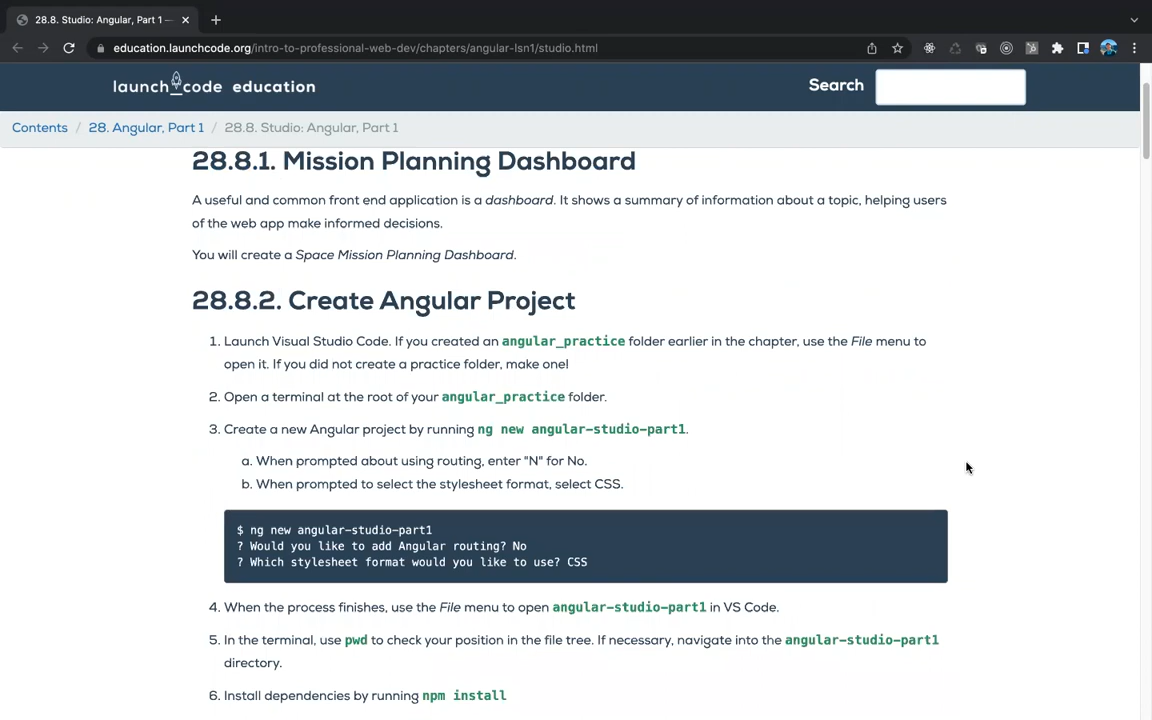 28.8. Studio: Angular, Part 1 —
education.launchcode.org/intro-to-professional-web-dev/chapters/angular-lsn1/studio.html
launch_code education
Search
Contents / 28. Angular, Part 1 / 28.8. Studio: Angular, Part 1
28.8.1. Mission Planning Dashboard
A useful and common front end application is a dashboard. It shows a summary of information about a topic, helping users
of the web app make informed decisions.
You will create a Space Mission Planning Dashboard.
28.8.2. Create Angular Project
1. Launch Visual Studio Code. If you created an angular_practice folder earlier in the chapter, use the File menu to
open it. If you did not create a practice folder, make one!
2. Open a terminal at the root of your angular_practice folder.
3. Create a new Angular project by running ng new angular-studio-part1.
a. When prompted about using routing, enter "N" for No.
b. When prompted to select the stylesheet format, select CSS.
$ ng new angular-studio-part1
? Would you like to add Angular routing? No
? Which stylesheet format would you like to use? CSS
4. When the process finishes, use the File menu to open angular-studio-part1 in VS Code.
5. In the terminal, use pwd to check your position in the file tree. If necessary, navigate into the angular-studio-part1
directory.
6. Install dependencies by running npm install